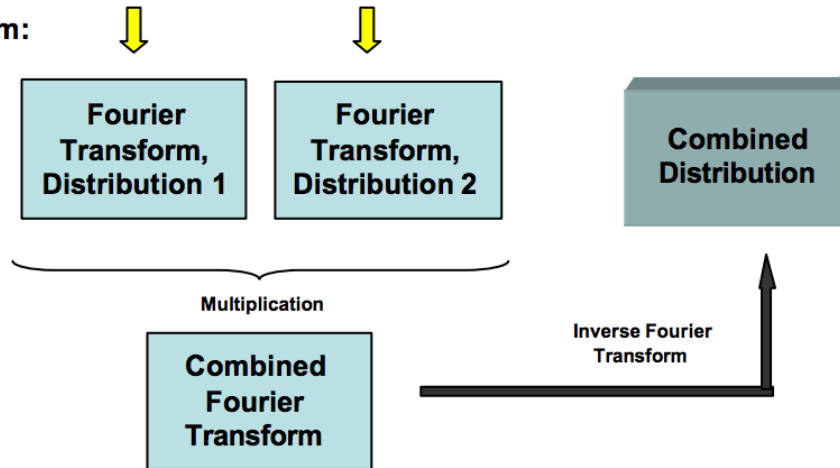 m:
Fourier
Transform,
Distribution 1
Fourier
Transform,
Distribution 2
Combined
Distribution
Multiplication
Inverse Fourier
Transform
Combined
Fourier
Transform